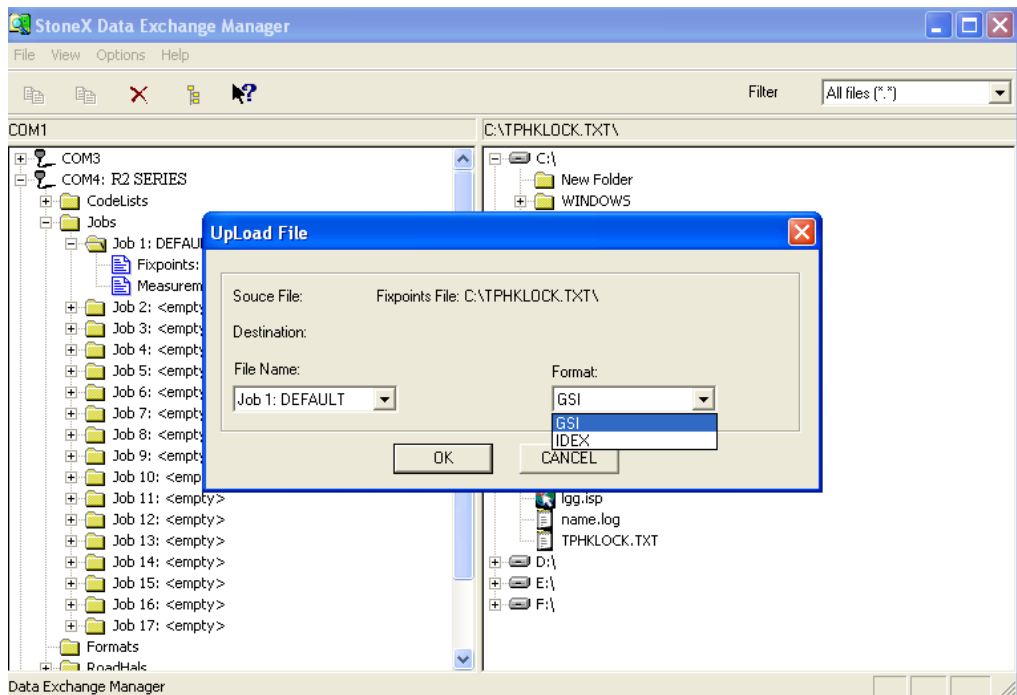 StoneX Data Exchange Manager
File View Options Help
Filter All files (*.*)
COM1
C:\TPHKLOCK.TXT\
COM3
COM4: R2 SERIES
CodeLists
Jobs
Job 1: DEFAU
Fixpoints:
Measurem
Job 2: <empty
Job 3: <empty
Job 4: <empty
Job 5: <empty
Job 6: <empty
Job 7: <empty
Job 8: <empty
Job 9: <empty
Job 10: <emp
Job 11: <empty>
Job 12: <empty>
Job 13: <empty>
Job 14: <empty>
Job 15: <empty>
Job 16: <empty>
Job 17: <empty>
Formats
RoadHals
C:\
New Folder
WINDOWS
UpLoad File
Souce File: Fixpoints File: C:\TPHKLOCK.TXT\
Destination:
File Name: Format:
Job 1: DEFAULT GSI
GSI
IDEX
OK CANCEL
lgg.isp
name.log
TPHKLOCK.TXT
D:\
E:\
F:\
Data Exchange Manager